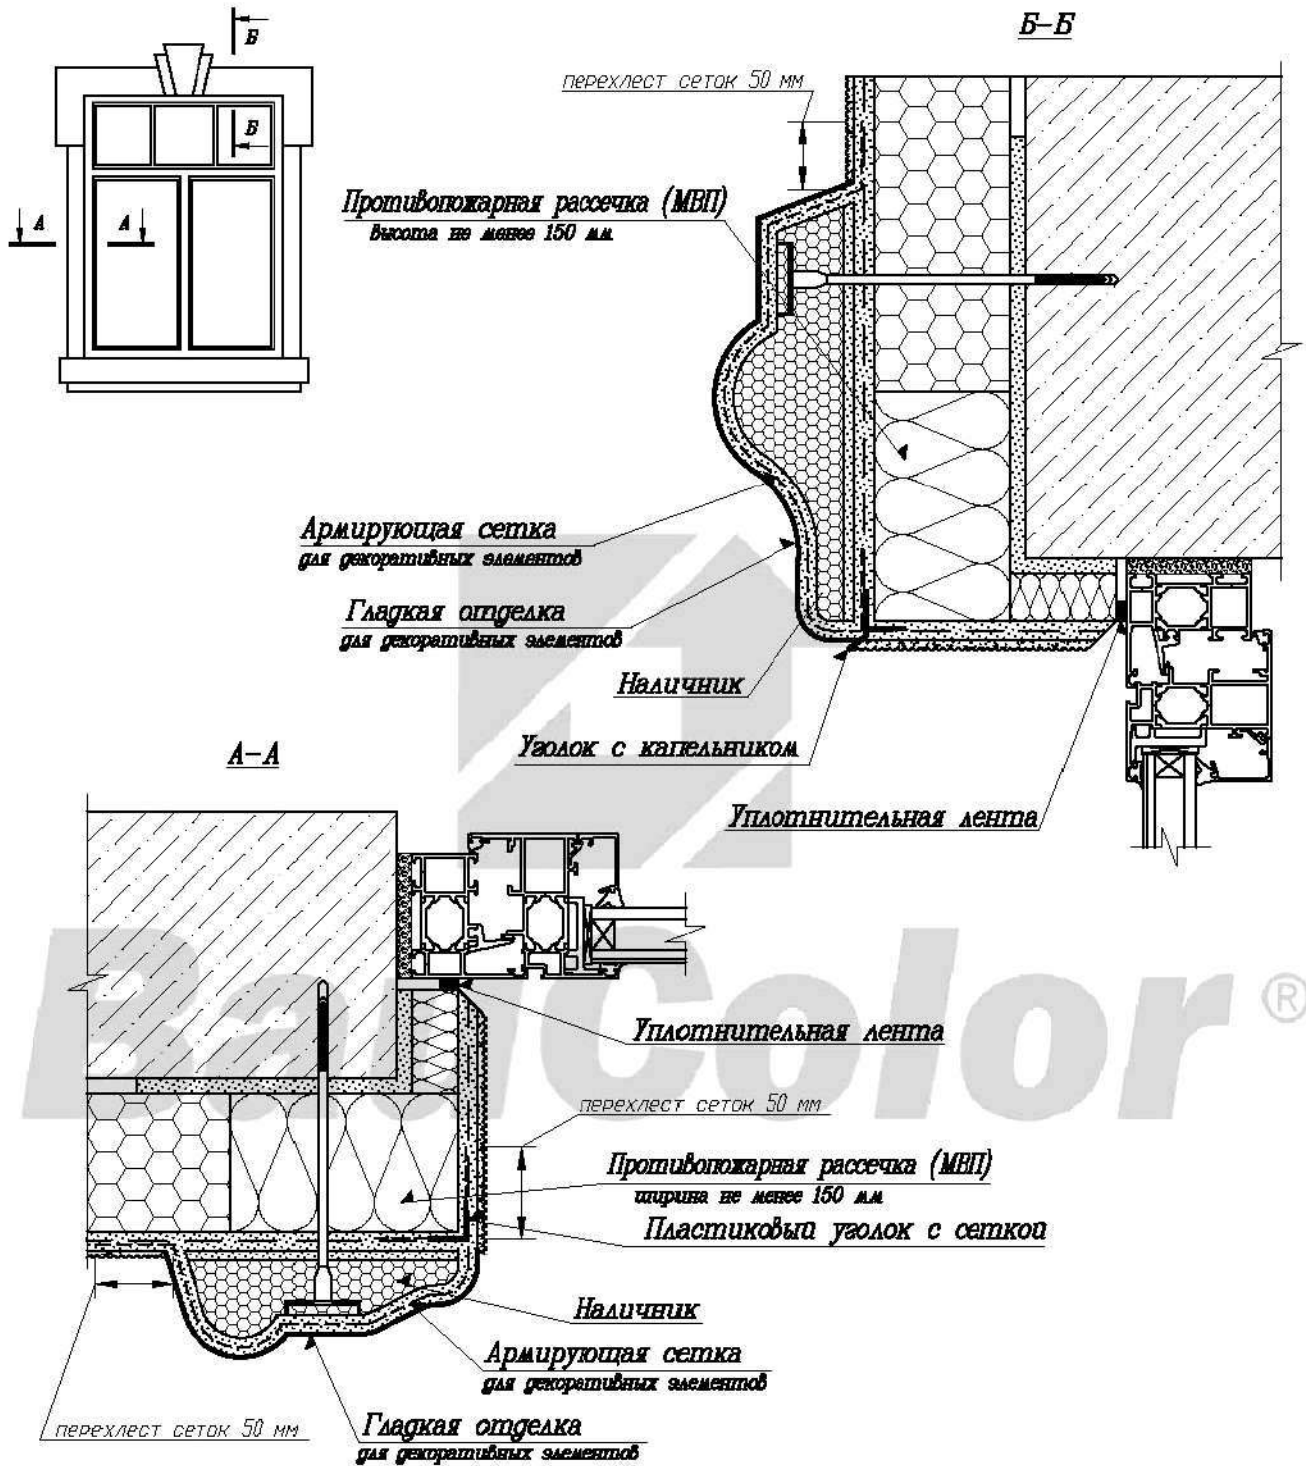 Б
Б
А
А
Б-Б
перехлест сеток 50 мм
Противопожарная рассечка (МВП)
Высота не менее 150 мм
Армирующая сетка
для декоративных элементов
Гладкая отделка
для декоративных элементов
Наличник
Уголок с капельником
Уплотнительная лента
А-А
BauColor ®
Уплотнительная лента
перехлест сеток 50 мм
Противопожарная рассечка (МВП)
ширина не менее 150 мм
Пластиковый уголок с сеткой
Наличник
Армирующая сетка
для декоративных элементов
перехлест сеток 50 мм
Гладкая отделка
для декоративных элементов